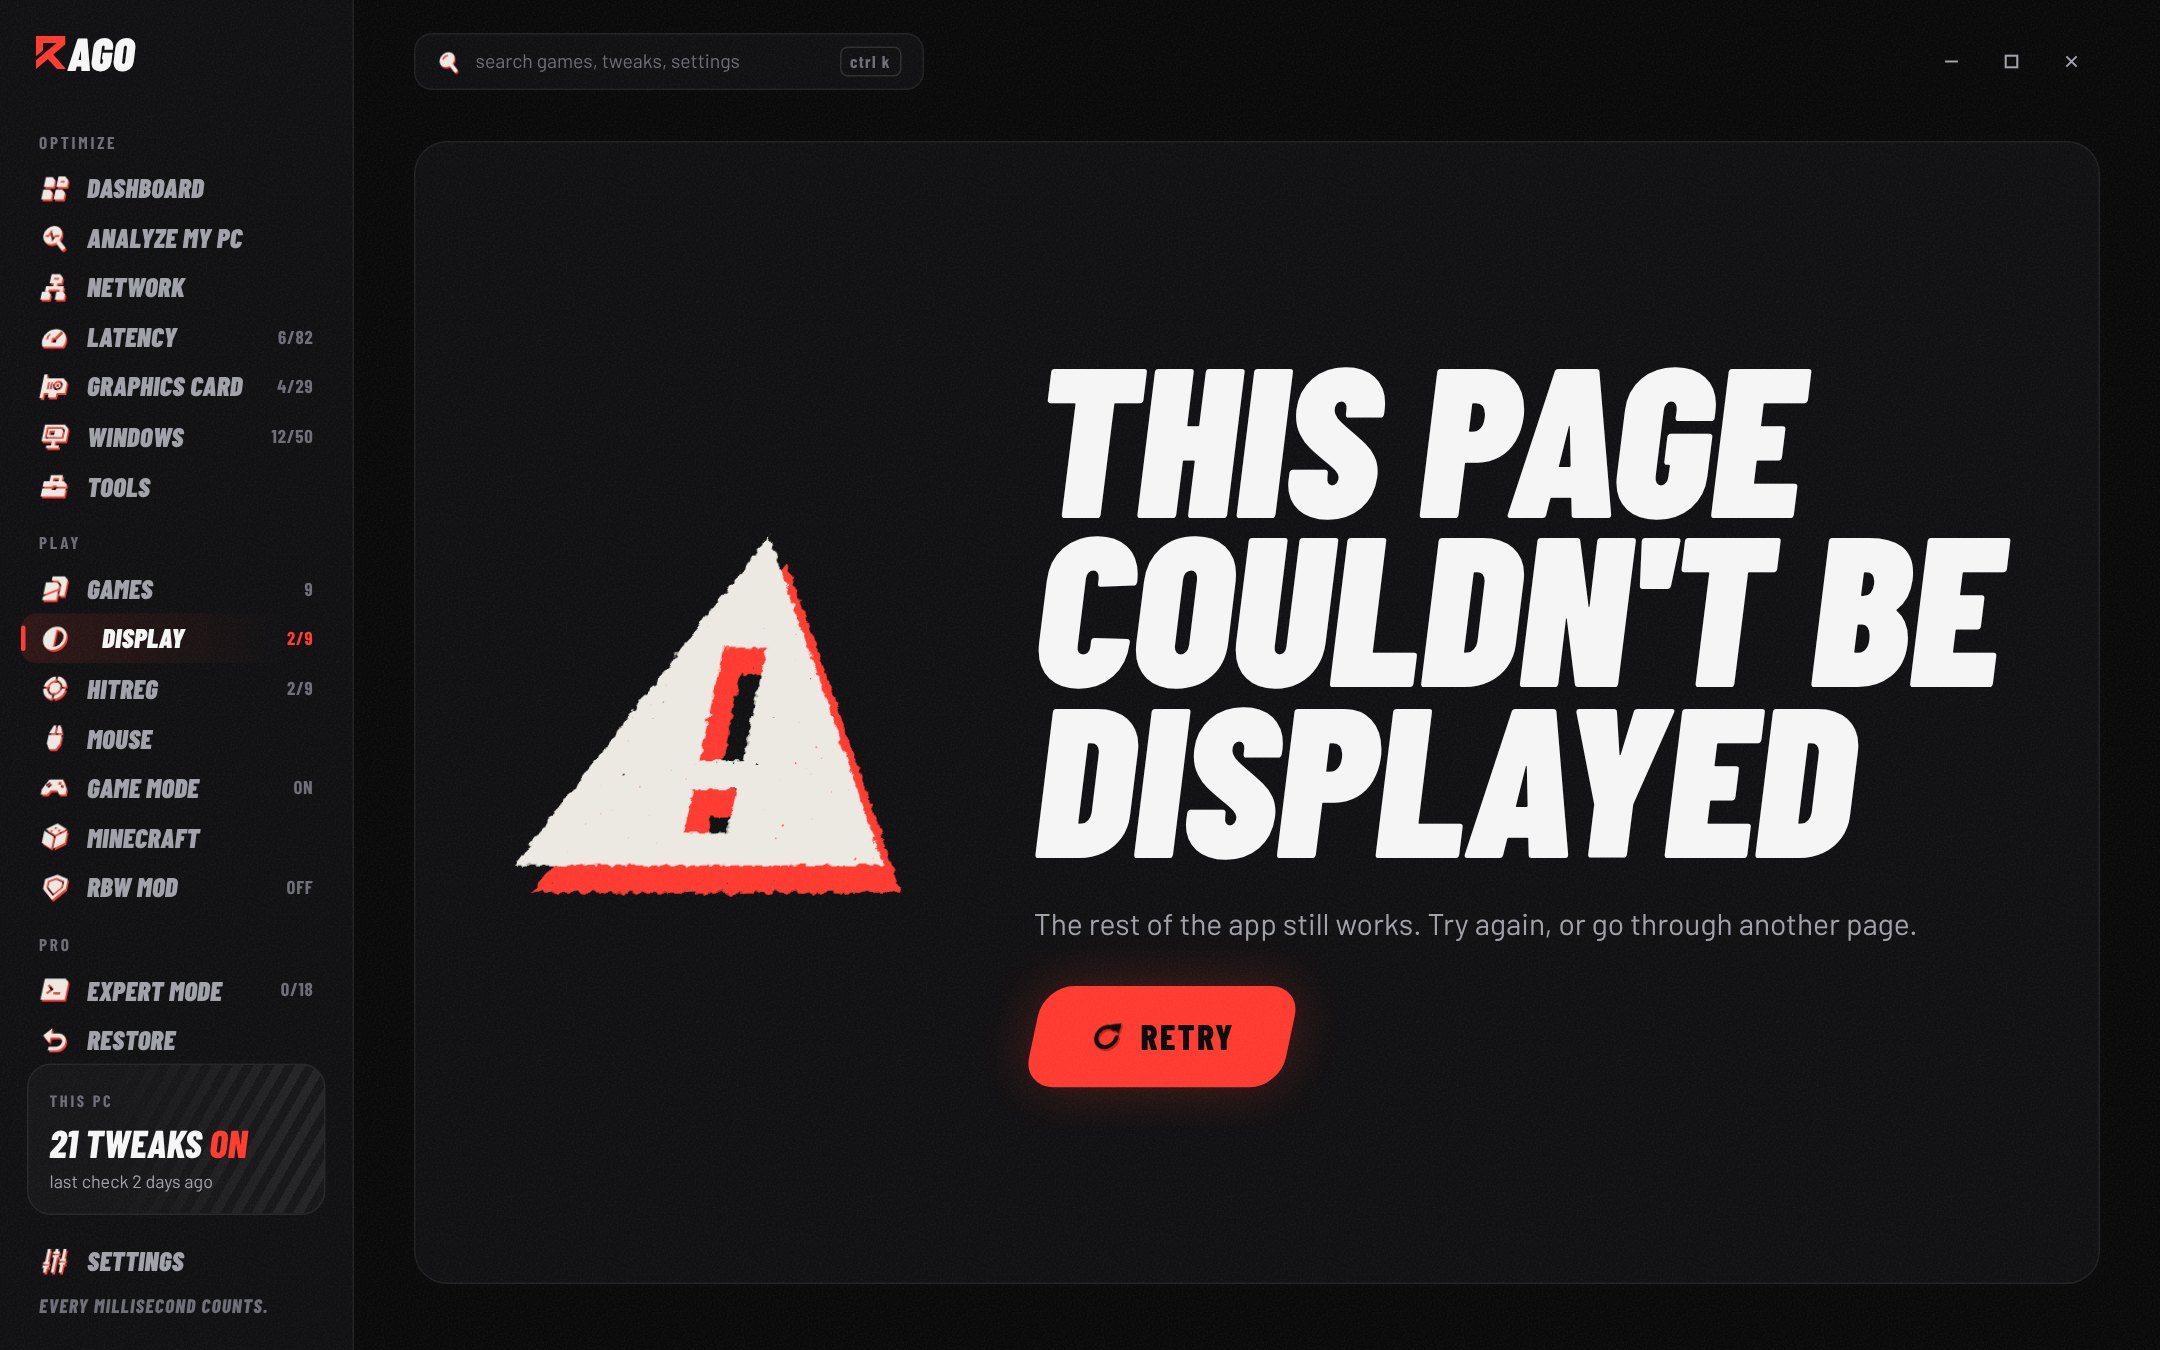 RAGO
search games, tweaks, settings
ctrl k
OPTIMIZE
DASHBOARD
ANALYZE MY PC
NETWORK
LATENCY 6/82
GRAPHICS CARD 4/29
WINDOWS 12/50
TOOLS
PLAY
GAMES 9
DISPLAY 2/9
HITREG 2/9
MOUSE
GAME MODE ON
MINECRAFT
RBW MOD OFF
PRO
EXPERT MODE 0/18
RESTORE
THIS PC
21 TWEAKS ON
last check 2 days ago
SETTINGS
EVERY MILLISECOND COUNTS.
THIS PAGE
COULDN'T BE
DISPLAYED
The rest of the app still works. Try again, or go through another page.
RETRY